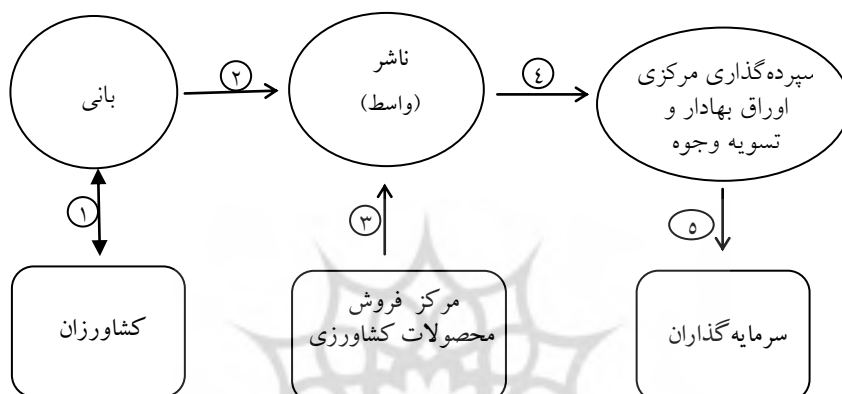 بانی
۲
ناشر
(واسط)
٤
سپرده‌گذاری مرکزی
اوراق بهادار و
تسویه وجوه
۱
۳
۵
کشاورزان
مرکز فروش
محصولات کشاورزی
سرمایه‌گذاران